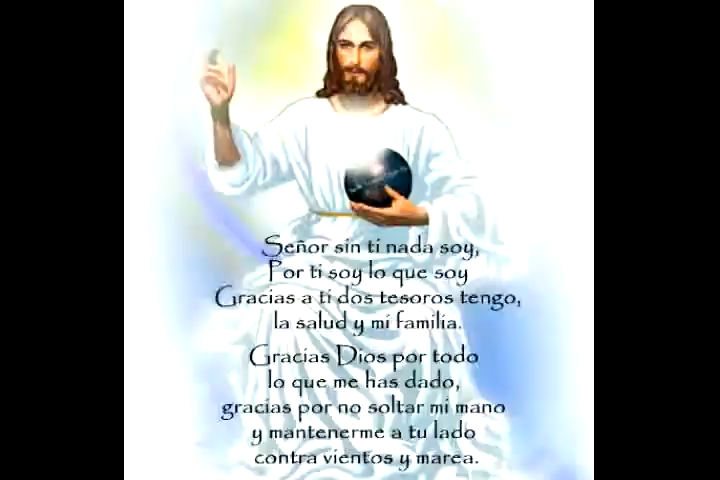 Señor sin ti nada soy,
Por ti soy lo que soy
Gracias a ti dos tesoros tengo,
la salud y mi familia.
Gracias Dios por todo
lo que me has dado,
gracias por no soltar mi mano
y mantenerme a tu lado
contra vientos y marea.